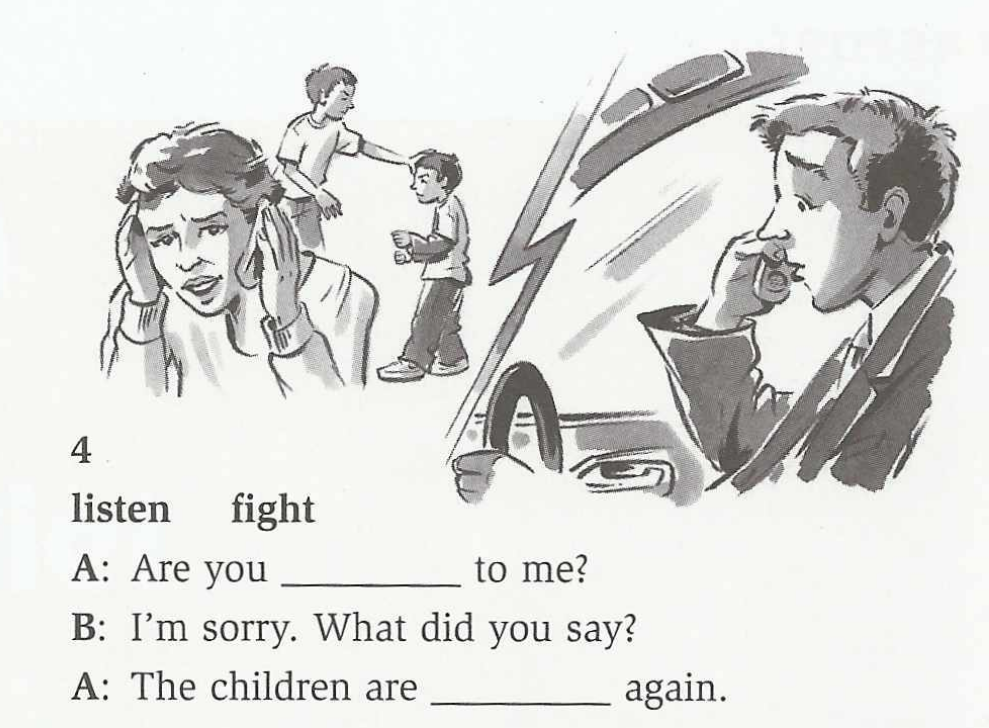 4
listen fight
A: Are you _________ to me?
B: I'm sorry. What did you say?
A: The children are _________ again.